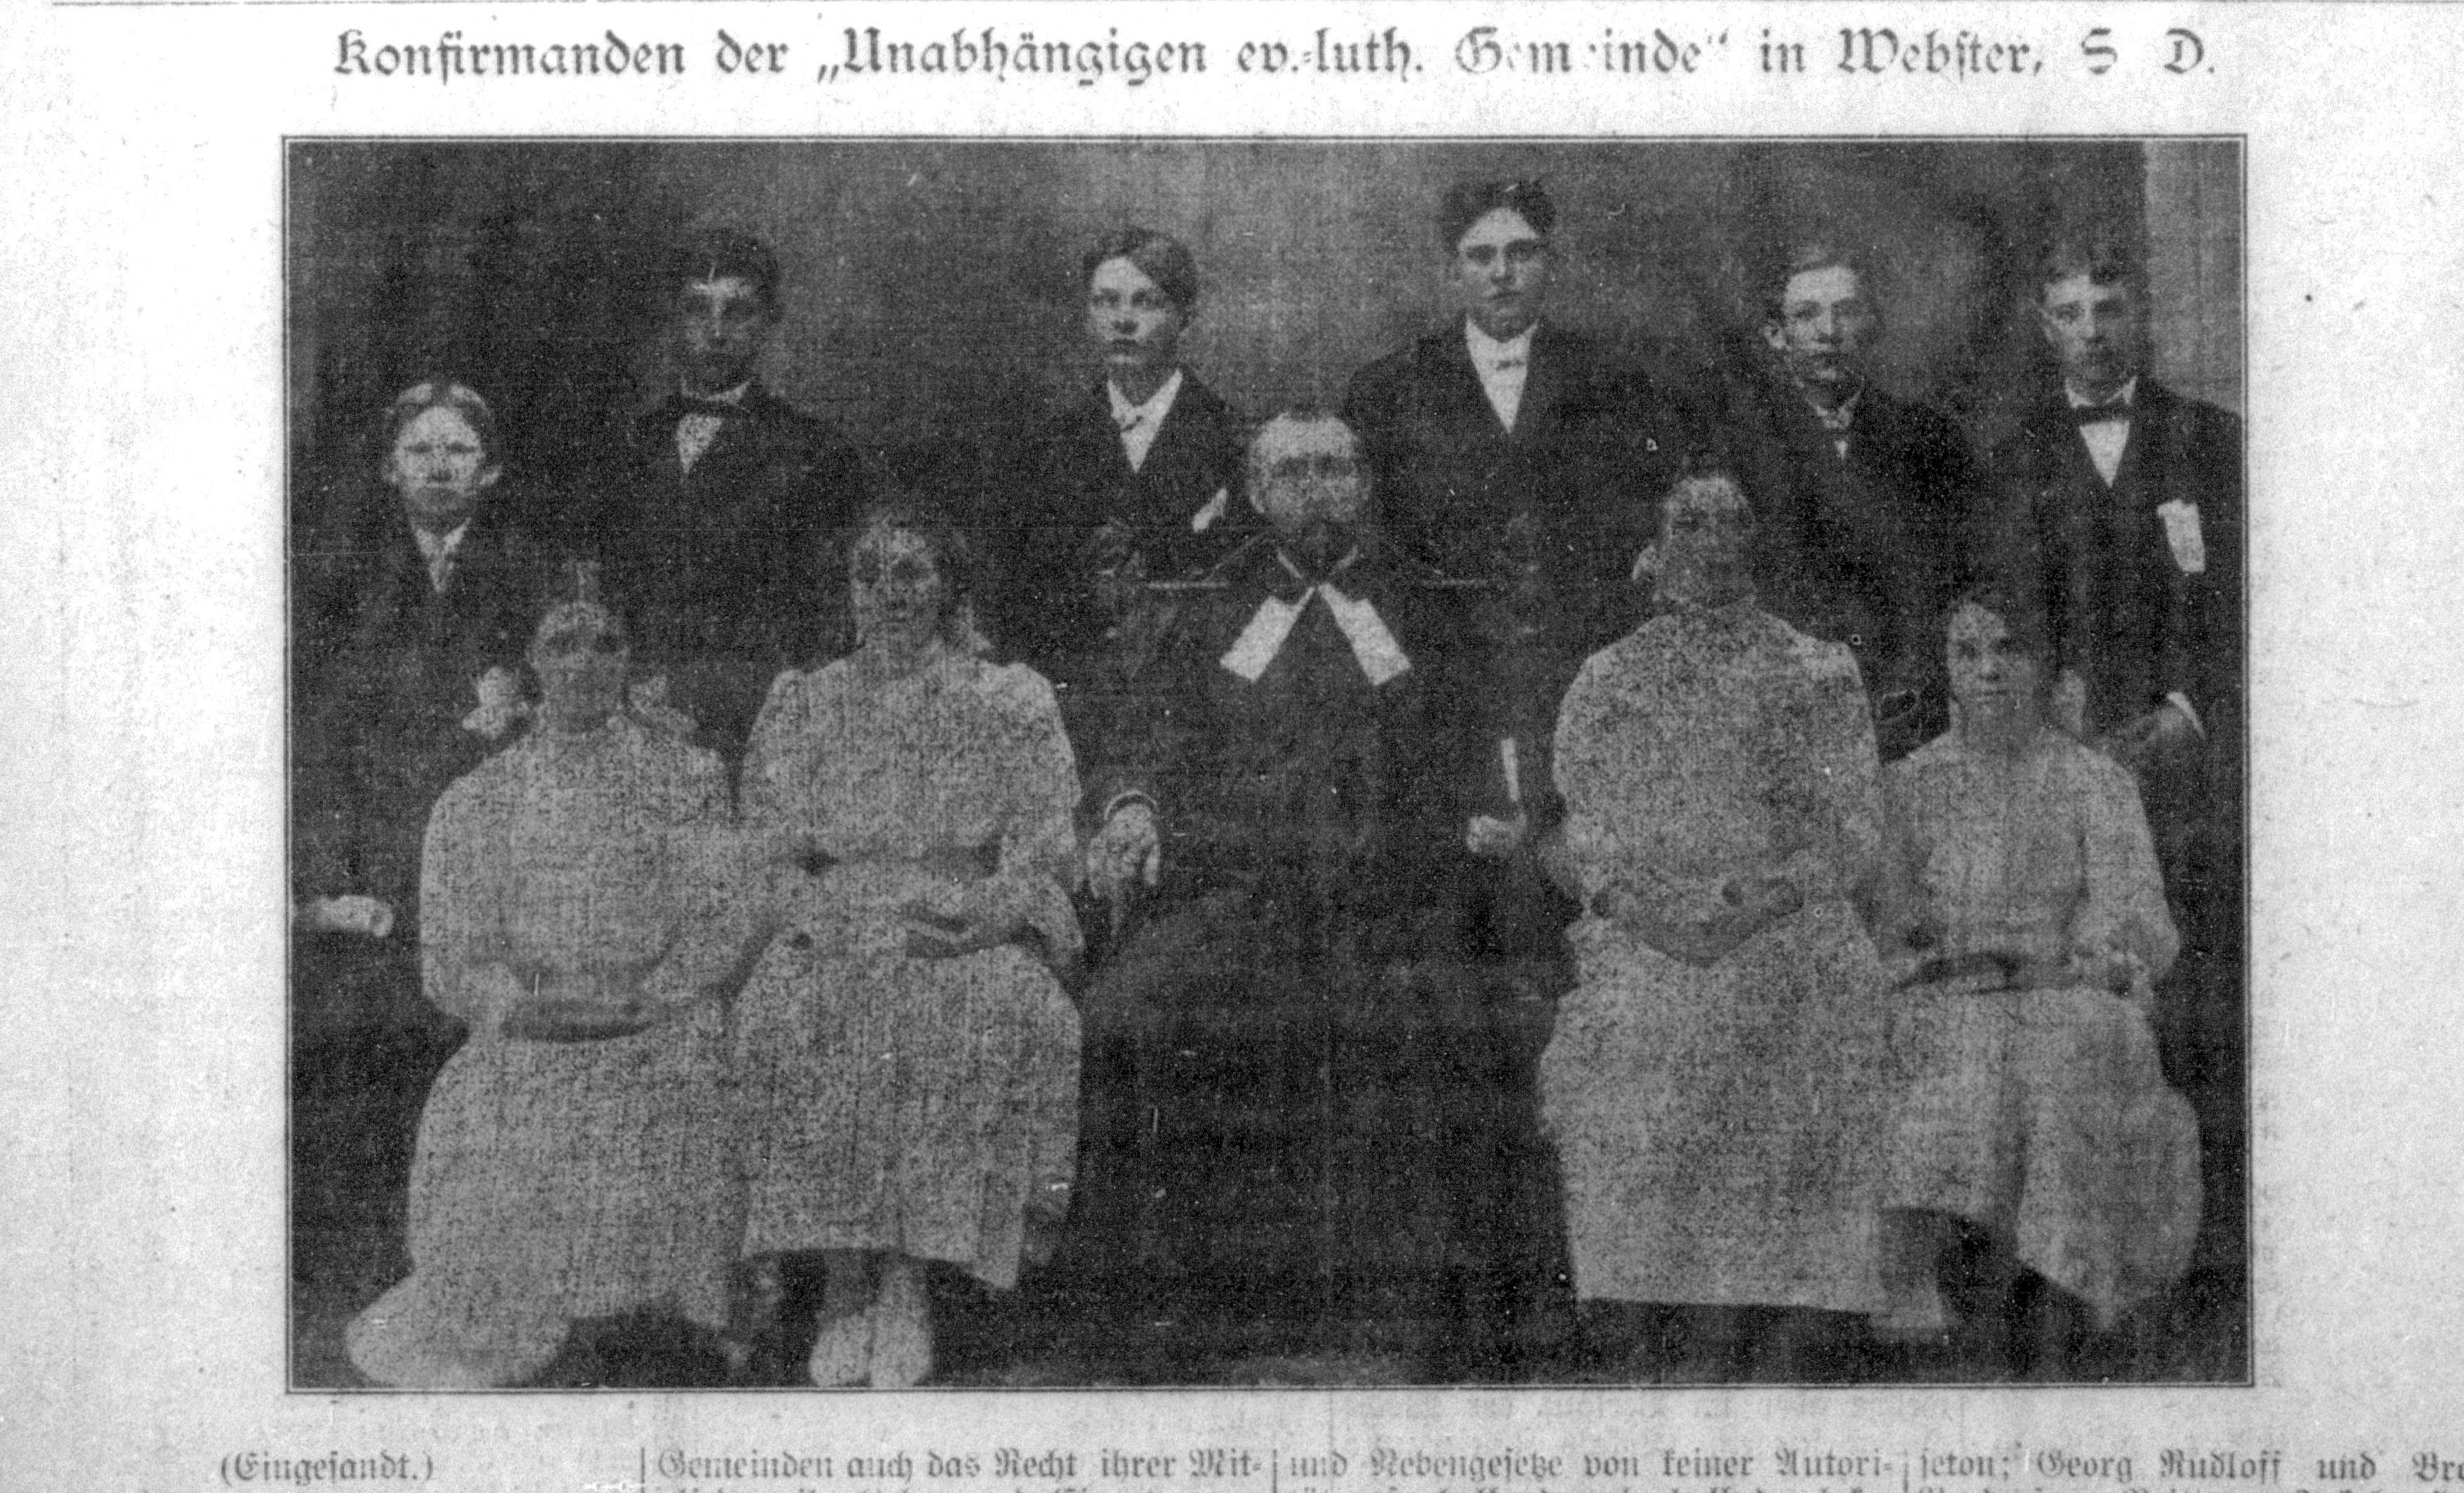 Konfirmanden der „Unabhängigen ev.-luth. Gemeinde“ in Webster, S D.
(Eingesandt.)
Gemeinden auch das Recht ihrer Mit-
und Nebengesetze von keiner Autori-
seton; Georg Rudloff und